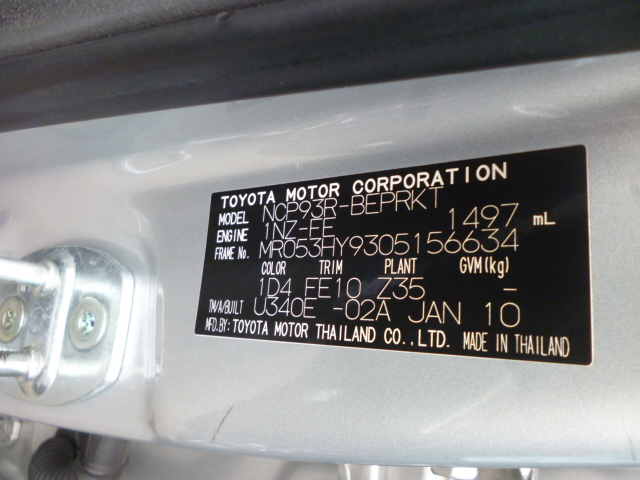 TOYOTA MOTOR CORPORATION
MODEL NCP93R-BEPRKT
ENGINE 1NZ-FE 1497 mL
FRAME No. MR053HY9305156634
COLOR TRIM PLANT GVM(kg)
1D4 FE10 Z35 -
TM/A/BUILT U340E -02A JAN 10
MFD.BY: TOYOTA MOTOR THAILAND CO.,LTD. MADE IN THAILAND